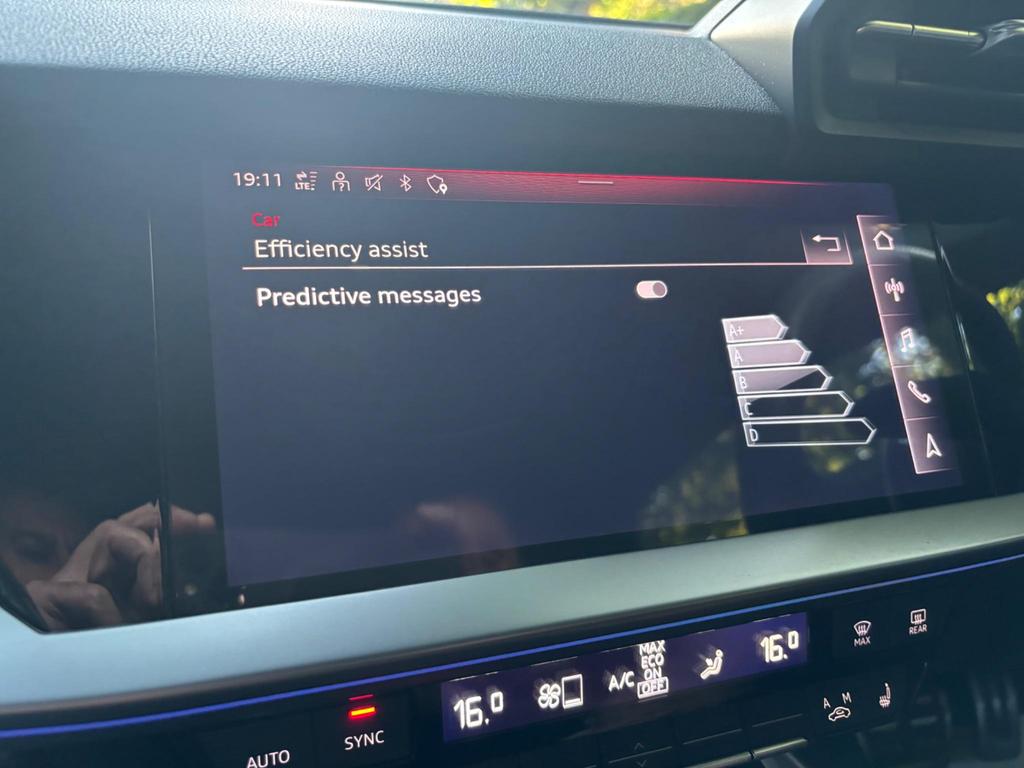 19:11 LTE
Car
Efficiency assist
Predictive messages
A+
A
B
C
D
MAX
REAR
16.0
A/C
MAX
ECO
ON
OFF
16.0
A M
AUTO
SYNC